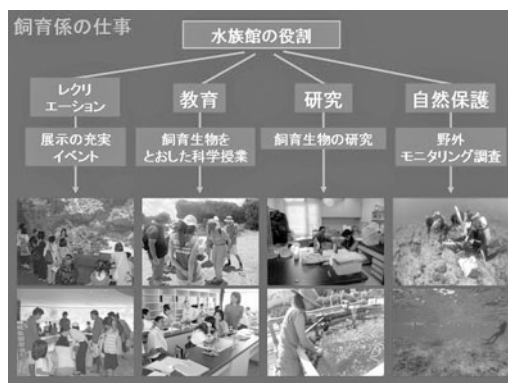 飼育係の仕事
水族館の役割
レクリ
エーション
教育
研究
自然保護
展示の充実
イベント
飼育生物を
とおした科学授業
飼育生物の研究
野外
モニタリング調査